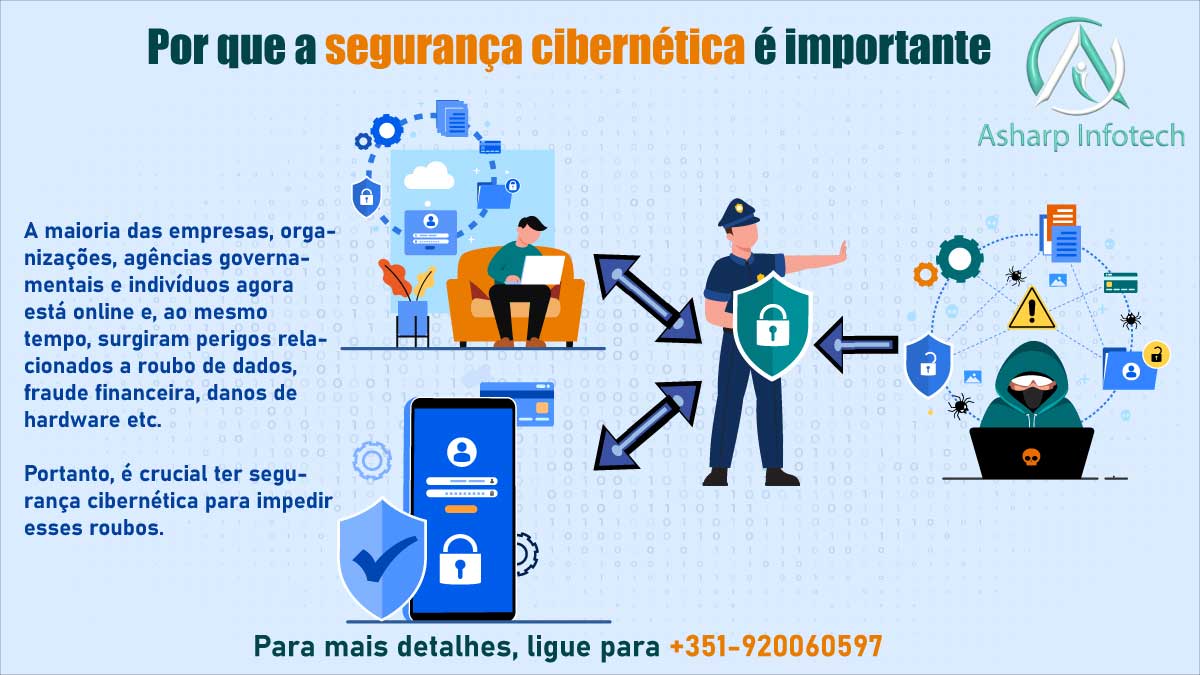 Por que a segurança cibernética é importante
Asharp Infotech
A maioria das empresas, orga-
nizações, agências governa-
mentais e indivíduos agora
está online e, ao mesmo
tempo, surgiram perigos rela-
cionados a roubo de dados,
fraude financeira, danos de
hardware etc.
Portanto, é crucial ter segu-
rança cibernética para impedir
esses roubos.
Para mais detalhes, ligue para +351-920060597